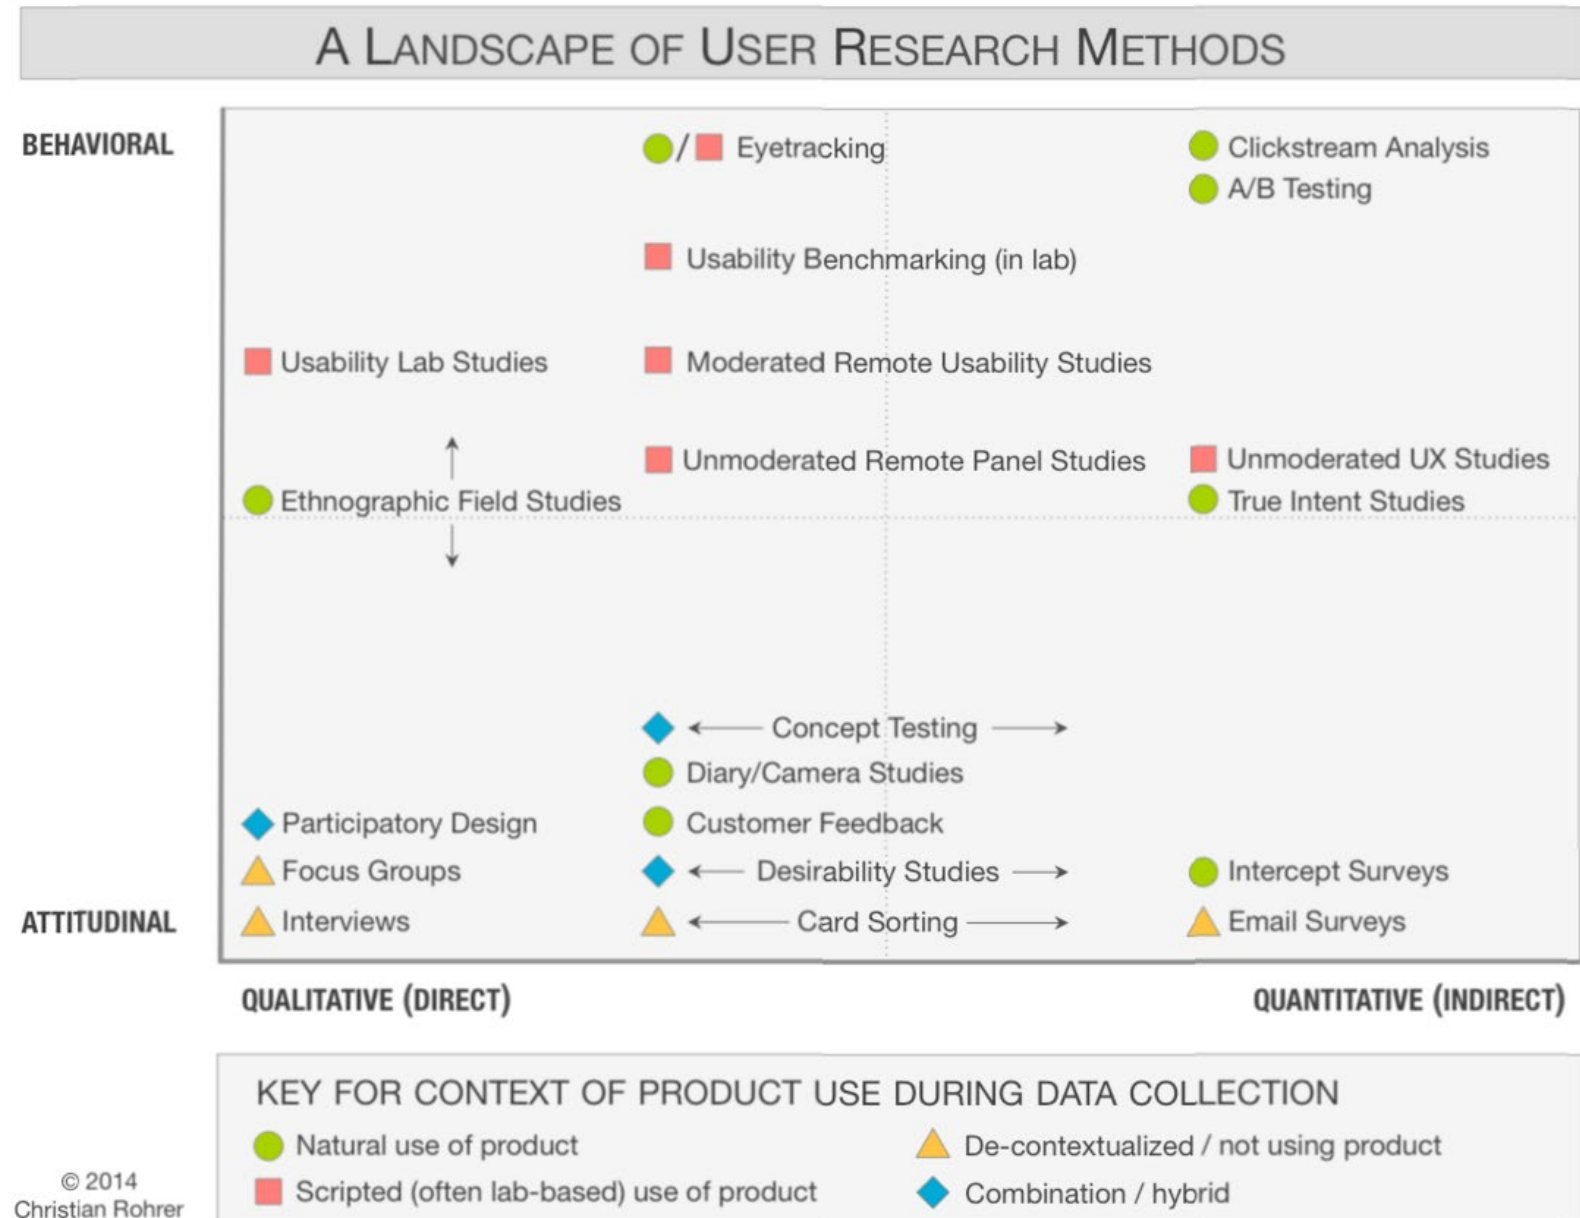 A LANDSCAPE OF USER RESEARCH METHODS
BEHAVIORAL
/ Eyetracking
Clickstream Analysis
A/B Testing
Usability Benchmarking (in lab)
Usability Lab Studies
Moderated Remote Usability Studies
Unmoderated Remote Panel Studies
Unmoderated UX Studies
Ethnographic Field Studies
True Intent Studies
Concept Testing
Diary/Camera Studies
Participatory Design
Customer Feedback
Focus Groups
Desirability Studies
Intercept Surveys
ATTITUDINAL
Interviews
Card Sorting
Email Surveys
QUALITATIVE (DIRECT)
QUANTITATIVE (INDIRECT)
KEY FOR CONTEXT OF PRODUCT USE DURING DATA COLLECTION
Natural use of product
De-contextualized / not using product
Scripted (often lab-based) use of product
Combination / hybrid
© 2014
Christian Rohrer